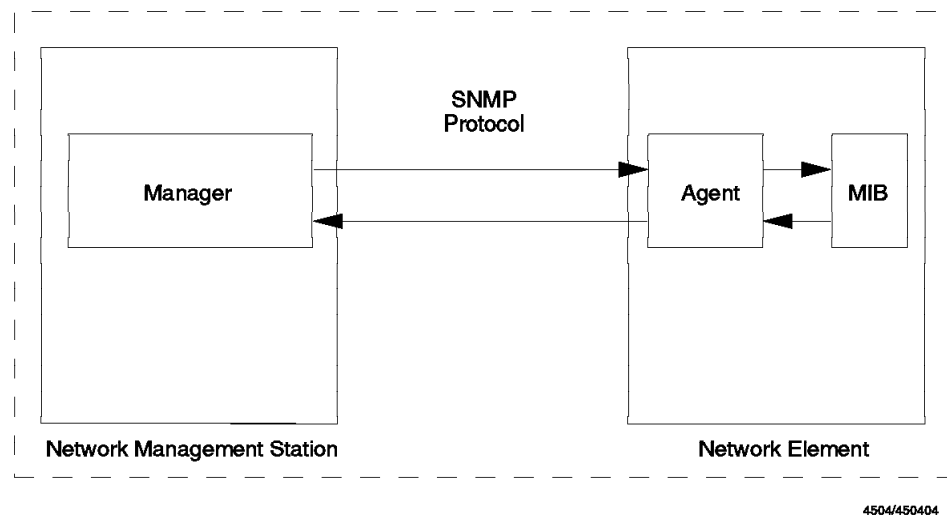 SNMP
Protocol
Manager
Agent
MIB
Network Management Station
Network Element
4504/450404